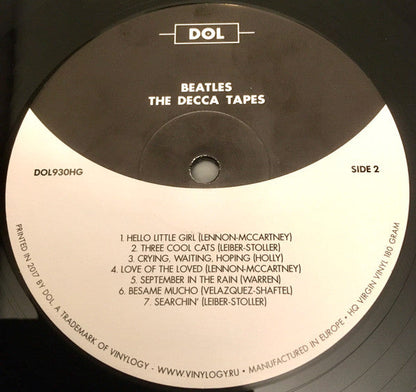 DOL
BEATLES
THE DECCA TAPES
DOL930HG
SIDE 2
1. HELLO LITTLE GIRL (LENNON-MCCARTNEY)
2. THREE COOL CATS (LEIBER-STOLLER)
3. CRYING, WAITING, HOPING (HOLLY)
4. LOVE OF THE LOVED (LENNON-MCCARTNEY)
5. SEPTEMBER IN THE RAIN (WARREN)
6. BESAME MUCHO (VELAZQUEZ-SHAFTEL)
7. SEARCHIN' (LEIBER-STOLLER)
PRINTED IN 2017 BY DOL, A TRADEMARK OF VINYLOGY • WWW.VINYLOGY.RU • MANUFACTURED IN EUROPE • HQ VIRGIN VINYL 180 GRAM